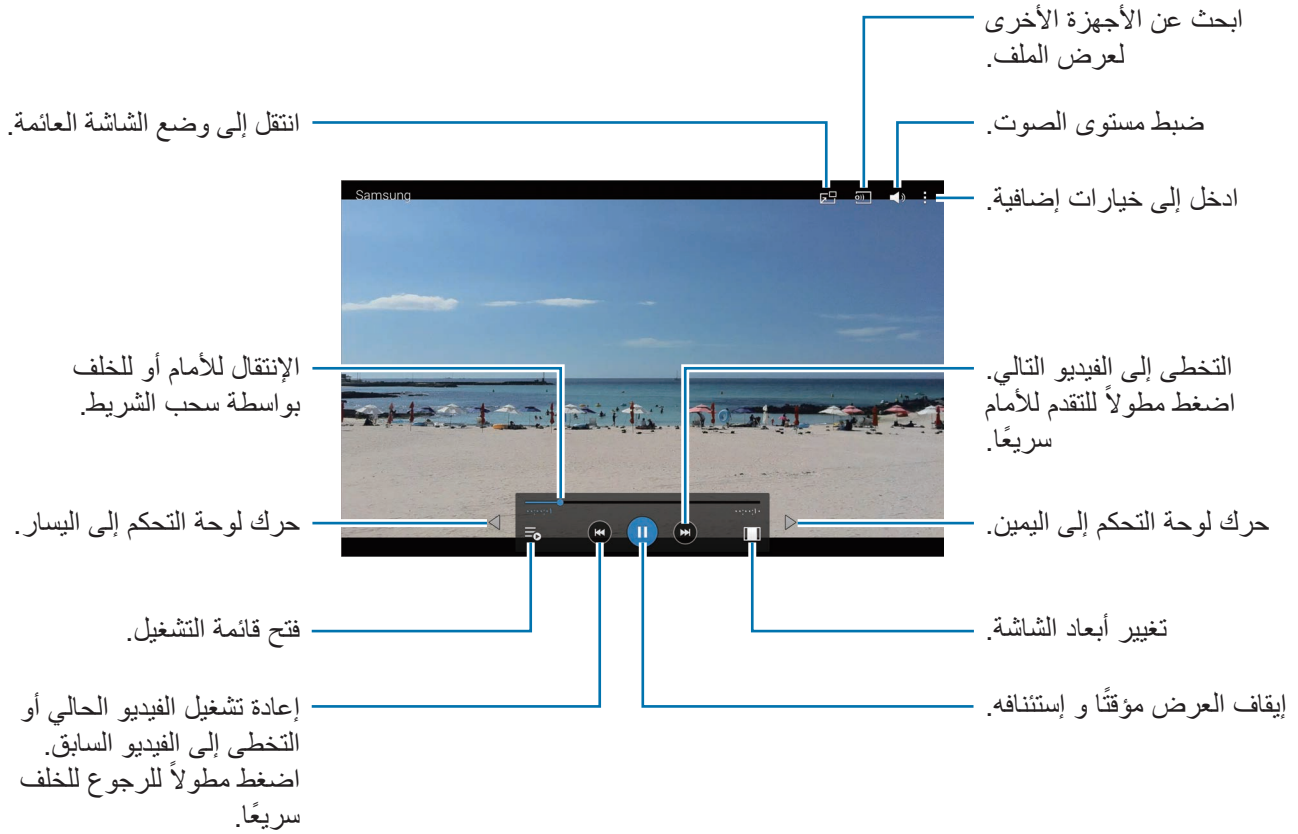 ابحث عن الأجهزة الأخرى
لعرض الملف.
ضبط مستوى الصوت.
انتقل إلى وضع الشاشة العائمة.
Samsung
ادخل إلى خيارات إضافية.
التخطى إلى الفيديو التالي.
اضغط مطولاً للتقدم للأمام
سريعًا.
الإنتقال للأمام أو للخلف
بواسطة سحب الشريط.
حرك لوحة التحكم إلى اليمين.
حرك لوحة التحكم إلى اليسار.
تغيير أبعاد الشاشة.
فتح قائمة التشغيل.
إيقاف العرض مؤقتًا و إستئنافه.
إعادة تشغيل الفيديو الحالي أو
التخطى إلى الفيديو السابق.
اضغط مطولاً للرجوع للخلف
سريعًا.